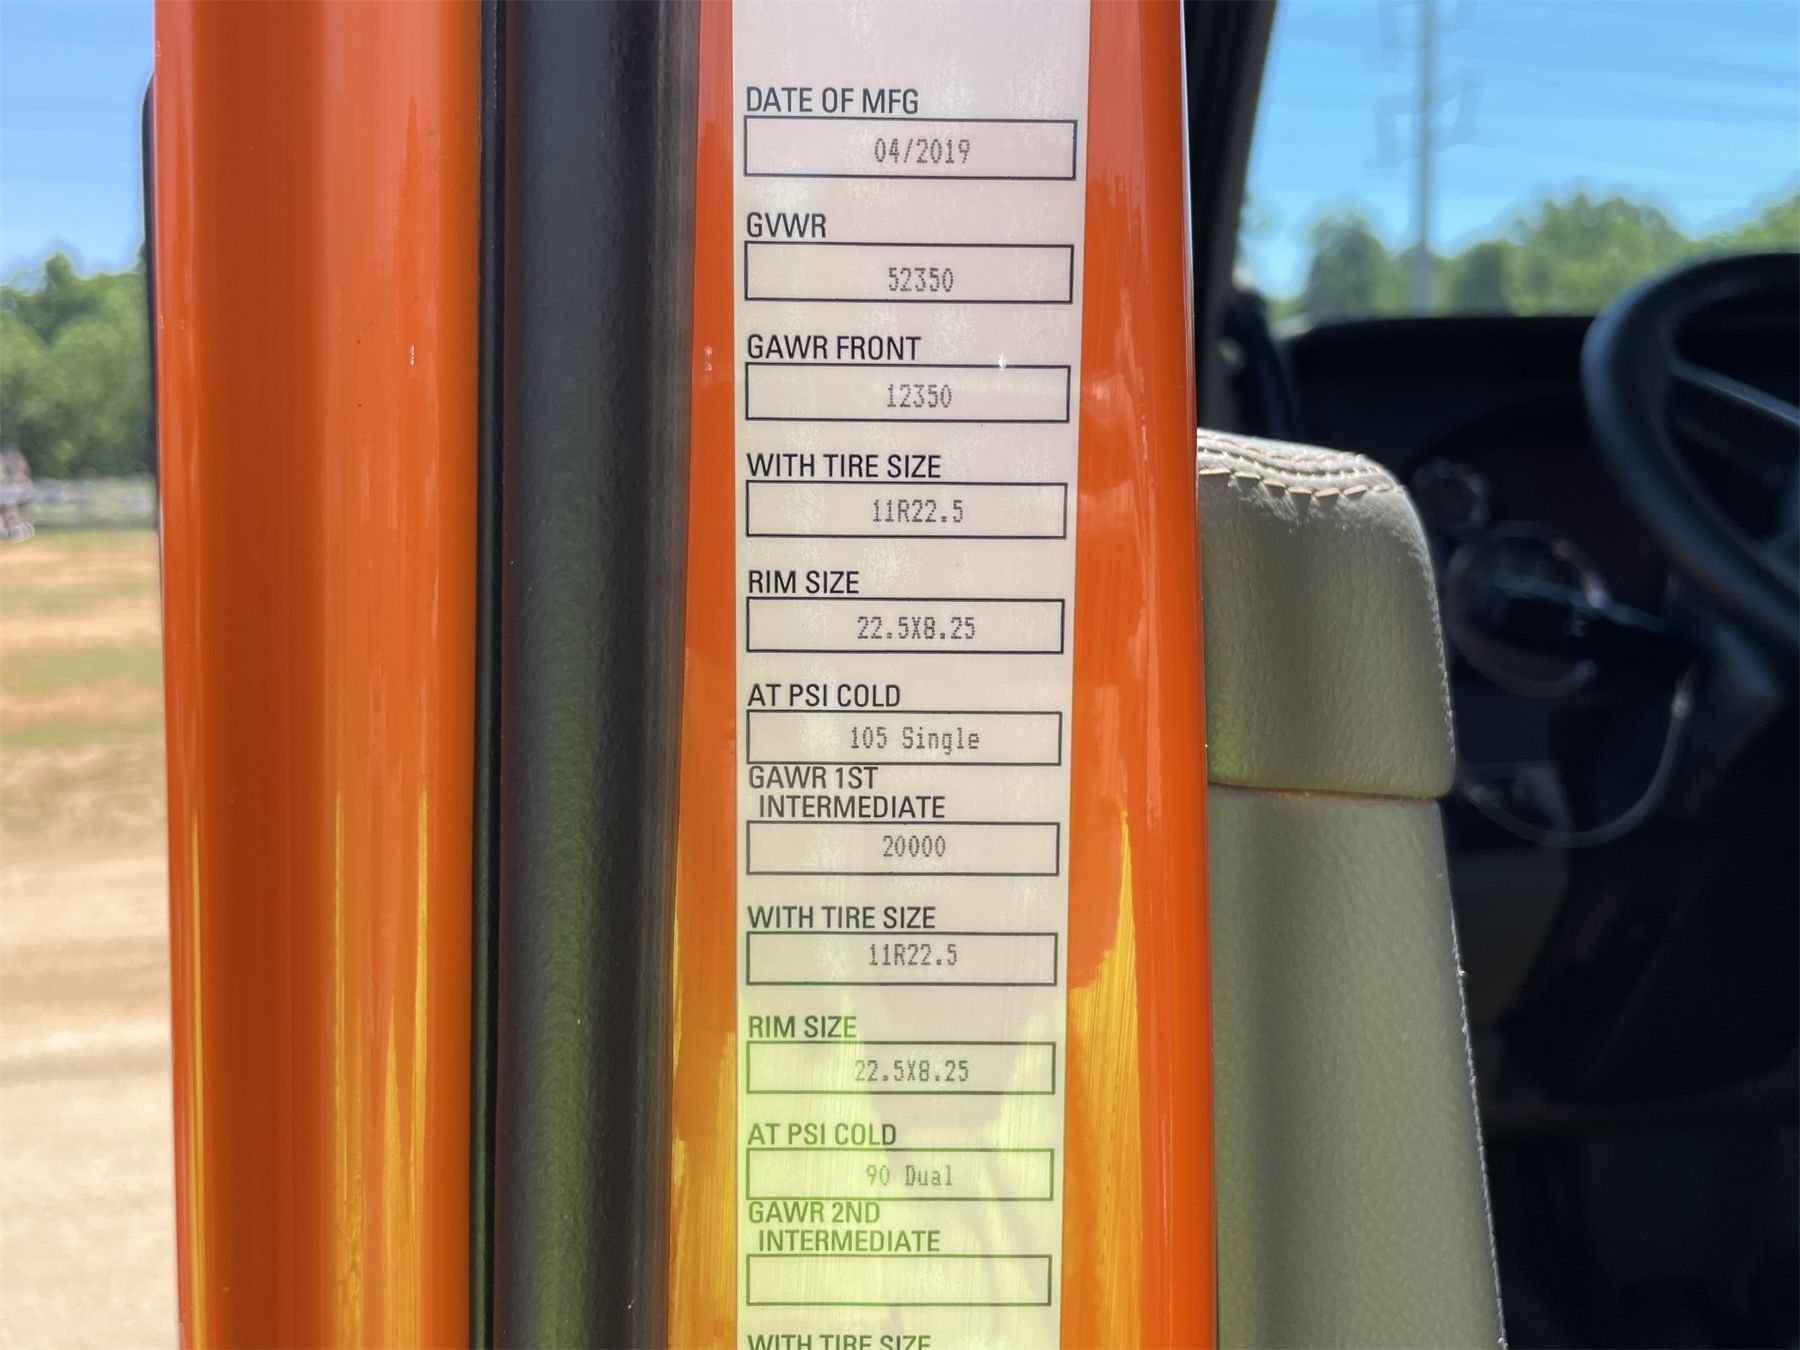 DATE OF MFG
04/2019
GVWR
52350
GAWR FRONT
12350
WITH TIRE SIZE
11R22.5
RIM SIZE
22.5X8.25
AT PSI COLD
105 Single
GAWR 1ST
INTERMEDIATE
20000
WITH TIRE SIZE
11R22.5
RIM SIZE
22.5X8.25
AT PSI COLD
90 Dual
GAWR 2ND
INTERMEDIATE
WITH TIRE SIZE